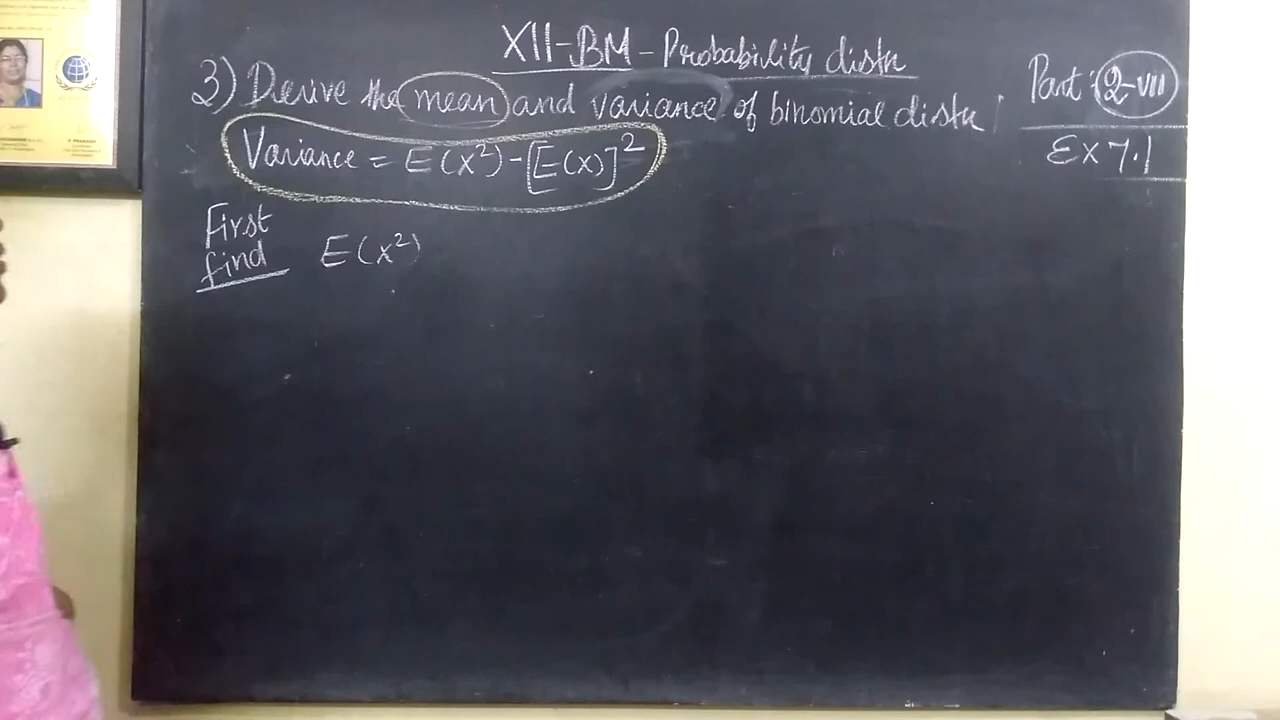 XII-BM-Probability distn
3) Derive the mean and variance of binomial distn
Part: 2-VII
Ex 7.1
Variance = E(x²) - [E(x)]²
First
find E(x²)